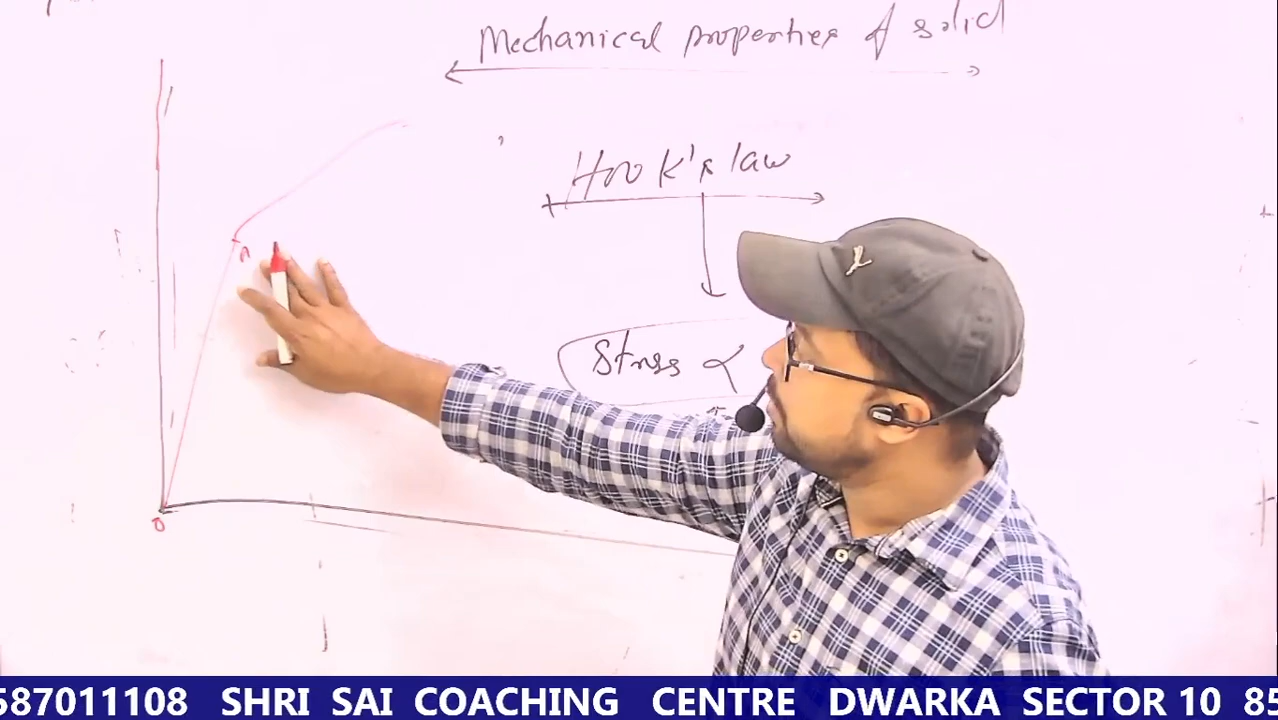 Mechanical properties of solid
Hook's law
Stress ∝
A
O
587011108 SHRI SAI COACHING CENTRE DWARKA SECTOR 10 85